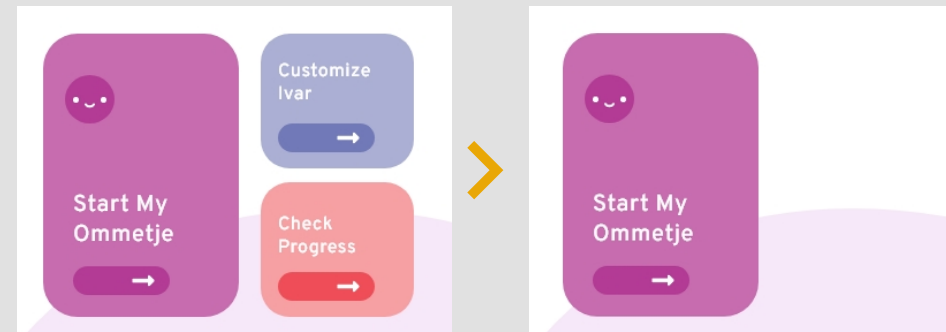 Customize
Ivar
Start My
Ommetje
Check
Progress
Start My
Ommetje